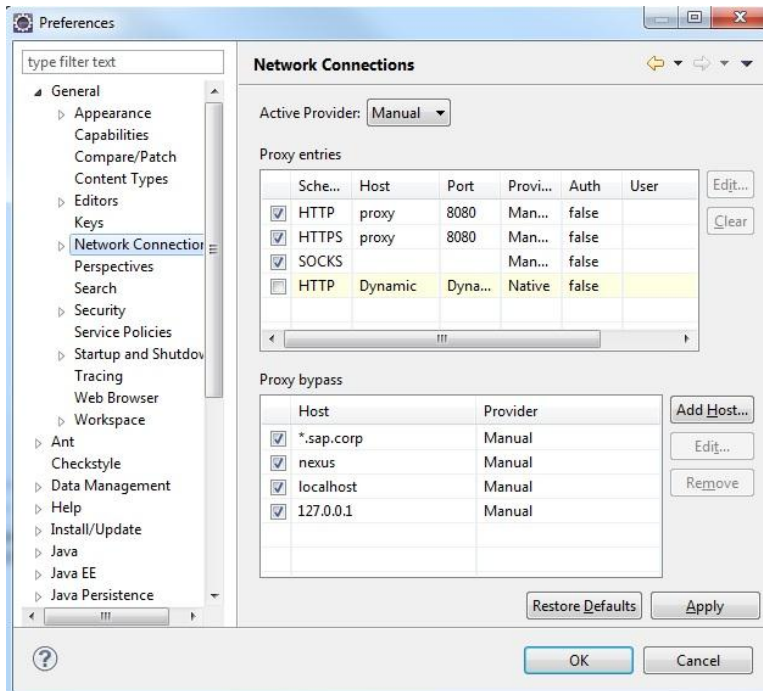 Preferences
type filter text
General
Appearance
Capabilities
Compare/Patch
Content Types
Editors
Keys
Network Connection
Perspectives
Search
Security
Service Policies
Startup and Shutdov
Tracing
Web Browser
Workspace
Ant
Checkstyle
Data Management
Help
Install/Update
Java
Java EE
Java Persistence
Network Connections
Active Provider: Manual
Proxy entries
Sche... Host Port Provi... Auth User
HTTP proxy 8080 Man... false
HTTPS proxy 8080 Man... false
SOCKS Man... false
HTTP Dynamic Dyna... Native false
Edit...
Clear
Proxy bypass
Host Provider
*.sap.corp Manual
nexus Manual
localhost Manual
127.0.0.1 Manual
Add Host...
Edit...
Remove
Restore Defaults Apply
OK Cancel